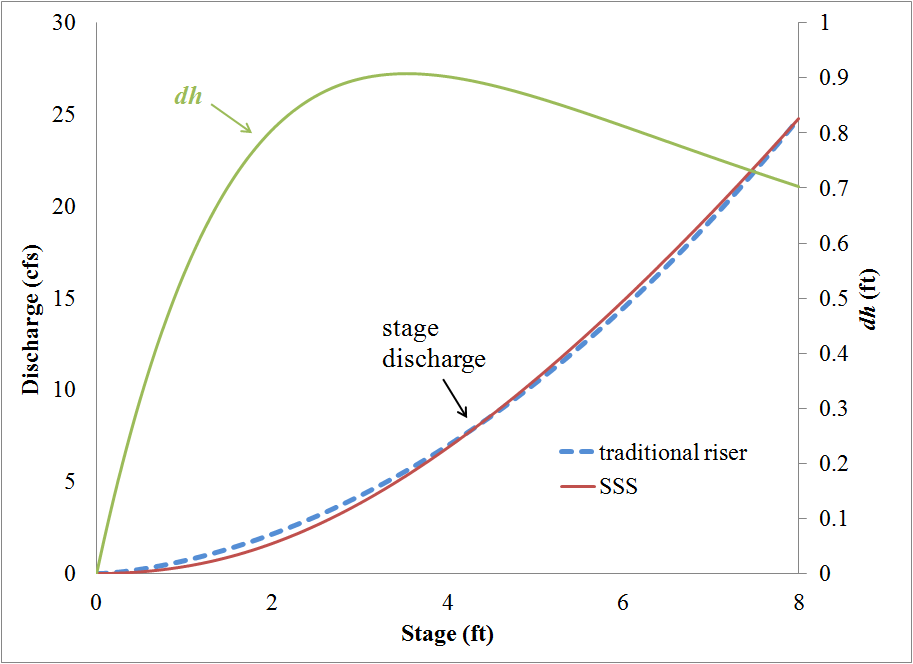 30
25
20
15
10
5
0
Discharge (cfs)
dh
stage
discharge
traditional riser
SSS
1
0.9
0.8
0.7
0.6
0.5
0.4
0.3
0.2
0.1
0
dh (ft)
0 2 4 6 8
Stage (ft)